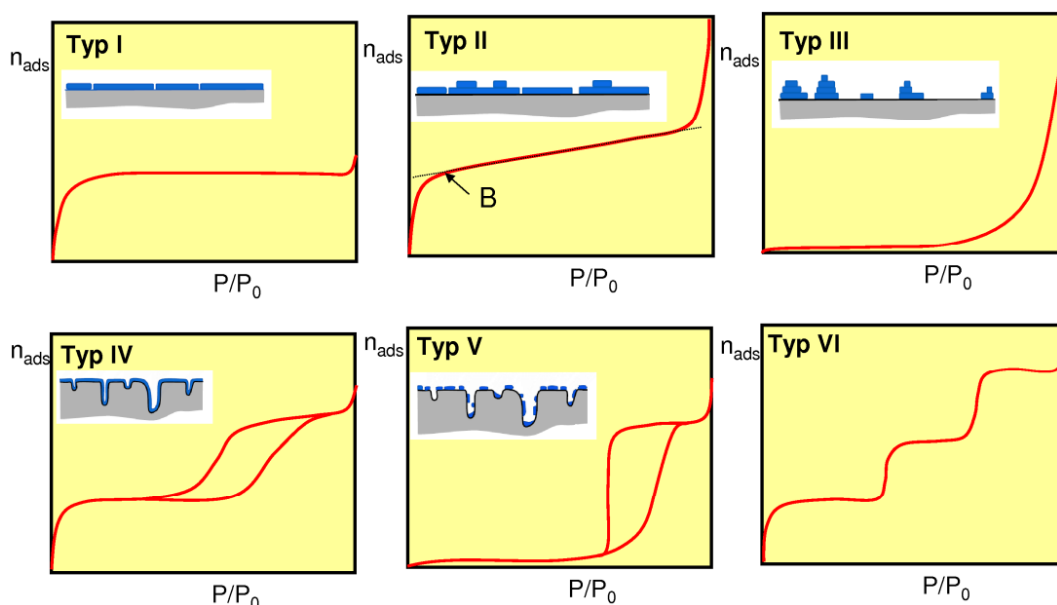 Typ I
n_ads
P/P_0
Typ II
n_ads
B
P/P_0
Typ III
n_ads
P/P_0
Typ IV
n_ads
P/P_0
Typ V
n_ads
P/P_0
Typ VI
n_ads
P/P_0